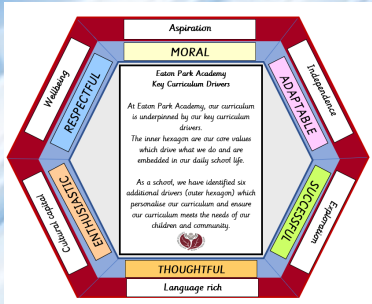 Aspiration
MORAL
Wellbeing
RESPECTFUL
ADAPTABLE
Independence
Eaton Park Academy
Key Curriculum Drivers
At Eaton Park Academy, our curriculum
is underpinned by our key curriculum
drivers.
The inner hexagon are our core values
which drive what we do and are
embedded in our daily school life.
As a school, we have identified six
additional drivers (outer hexagon) which
personalise our curriculum and ensure
our curriculum meets the needs of our
children and community.
Cultural capital
ENTHUSIASTIC
SUCCESSFUL
Exploration
THOUGHTFUL
Language rich